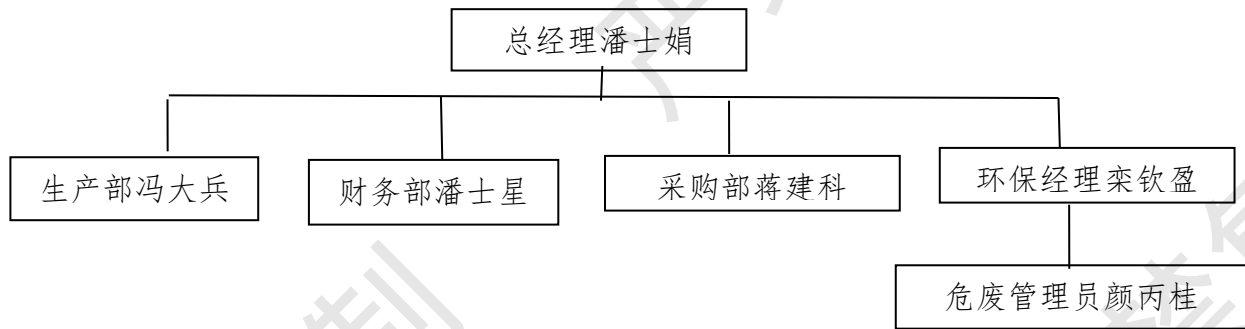 总经理潘士娟
生产部冯大兵
财务部潘士星
采购部蒋建科
环保经理栾钦盈
危废管理员颜丙桂
制